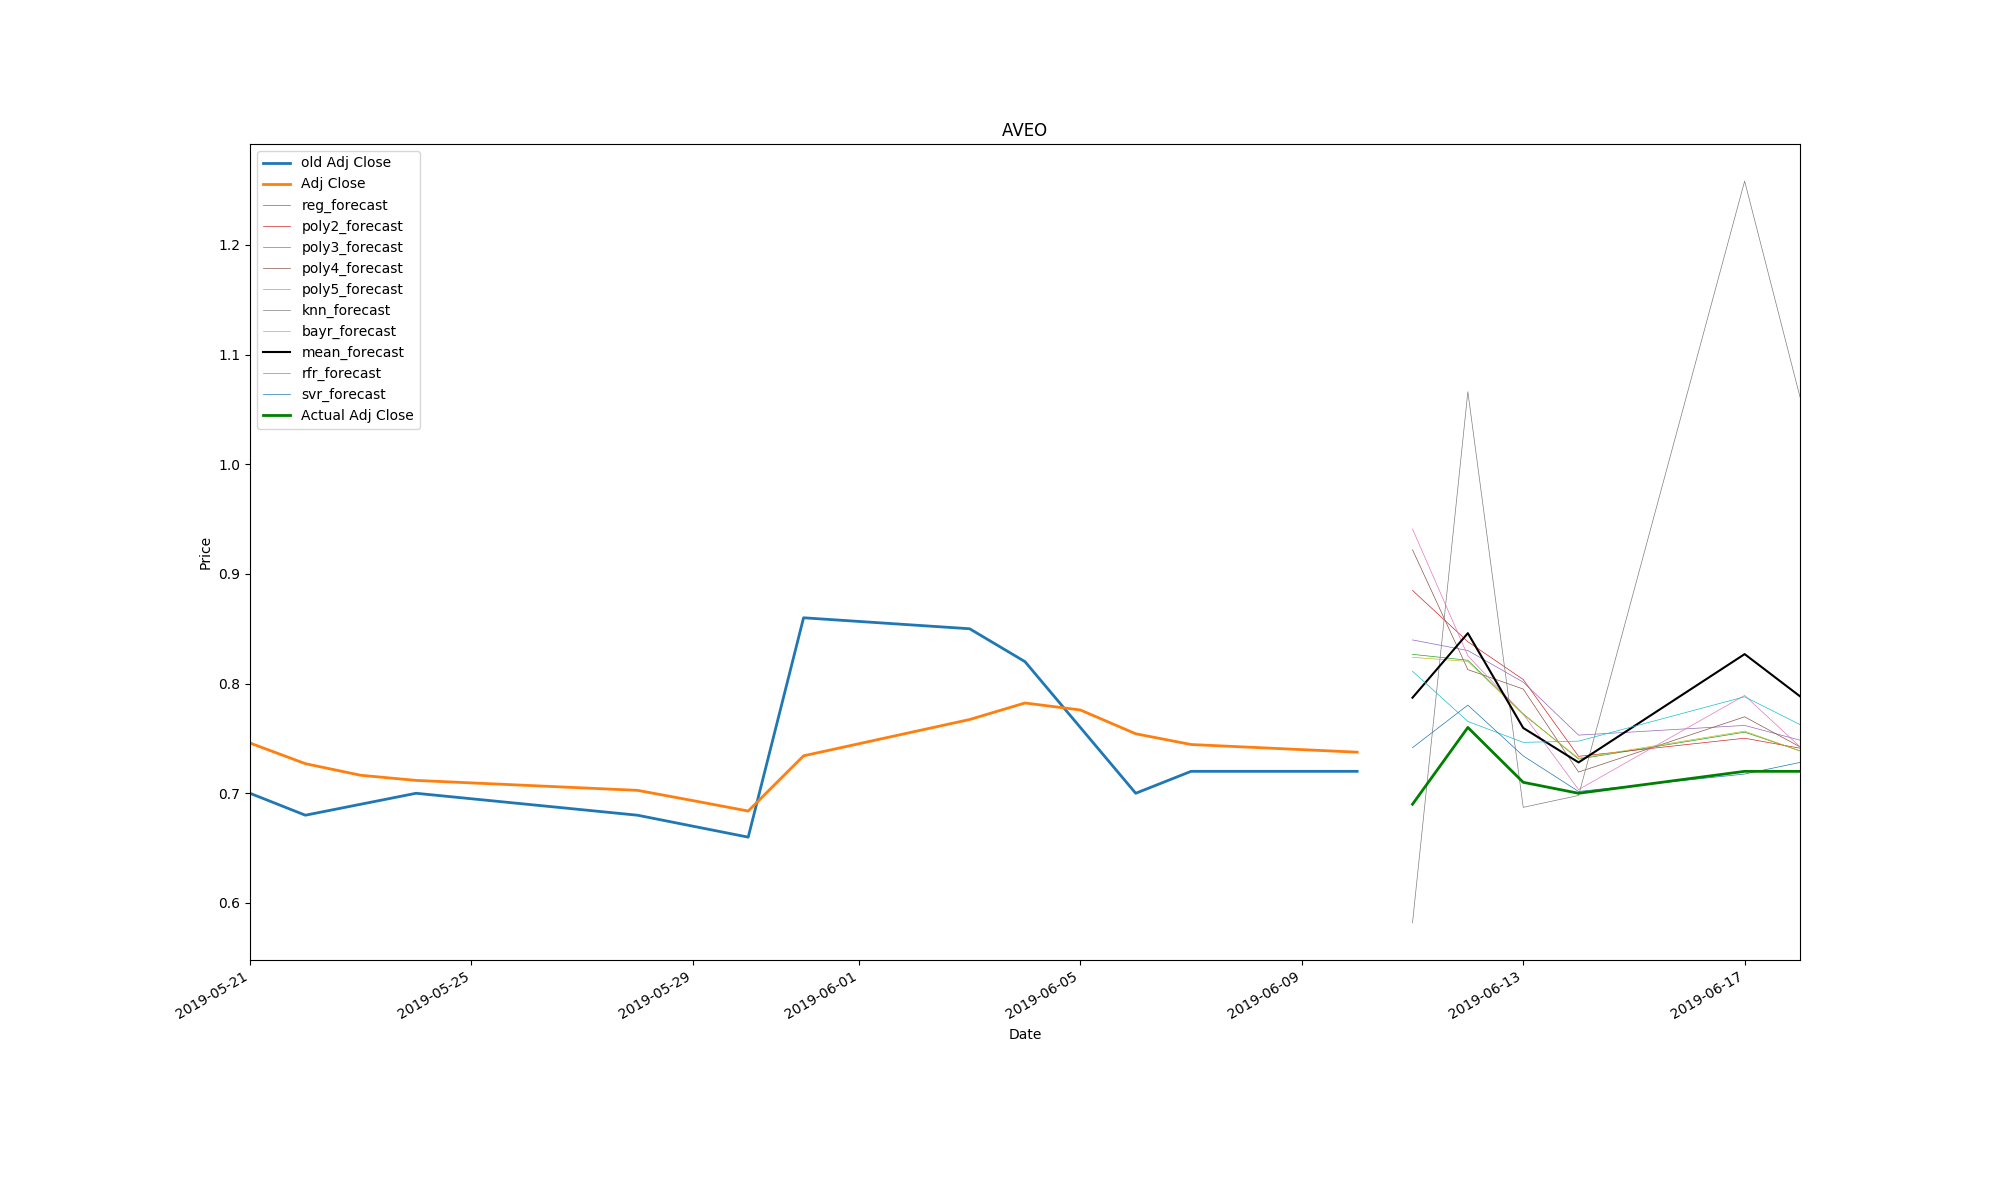 AVEO
old Adj Close
Adj Close
reg_forecast
poly2_forecast
poly3_forecast
poly4_forecast
poly5_forecast
knn_forecast
bayr_forecast
mean_forecast
rfr_forecast
svr_forecast
Actual Adj Close
1.2
1.1
1.0
0.9
0.8
0.7
0.6
Price
2019-05-21
2019-05-25
2019-05-29
2019-06-01
2019-06-05
2019-06-09
2019-06-13
2019-06-17
Date